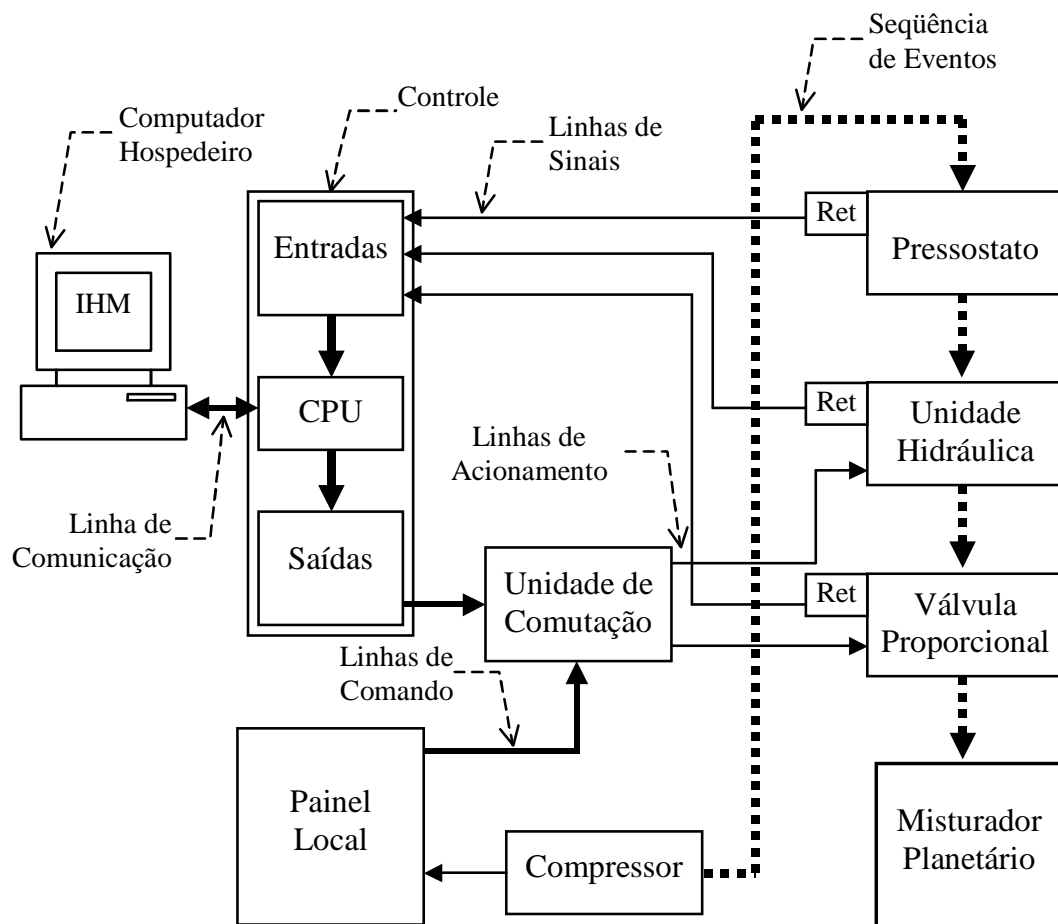 Seqüência
de Eventos
Controle
Computador
Hospedeiro
Linhas de
Sinais
Ret
Entradas
Pressostato
IHM
CPU
Ret
Unidade
Hidráulica
Linhas de
Acionamento
Linha de
Comunicação
Saídas
Unidade de
Comutação
Ret
Válvula
Proporcional
Linhas de
Comando
Painel
Local
Compressor
Misturador
Planetário